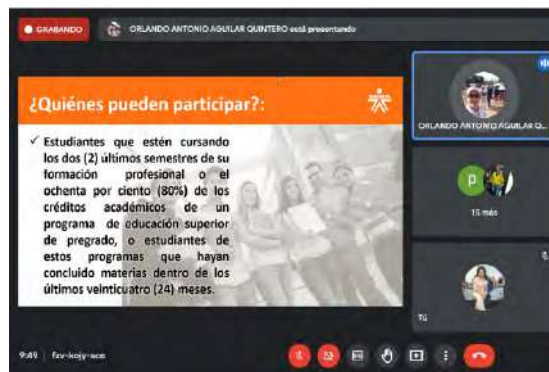 GRABANDO
ORLANDO ANTONIO AGUILAR QUINTERO está presentando
¿Quiénes pueden participar?:
✓ Estudiantes que estén cursando
los dos (2) últimos semestres de su
formación profesional o el
ochenta por ciento (80%) de los
créditos académicos de un
programa de educación superior
de pregrado, o estudiantes de
estos programas que hayan
concluido materias dentro de los
últimos veinticuatro (24) meses.
ORLANDO ANTONIO AGUILAR Q...
P
15 más
Tú
9:49